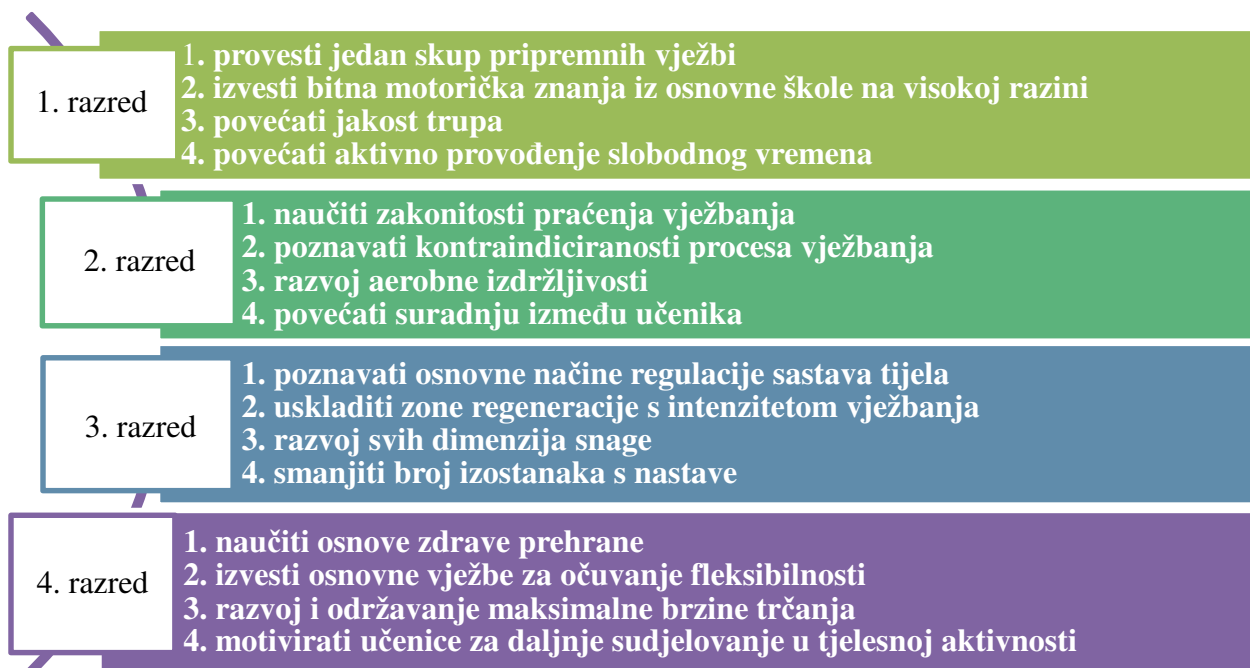 1. razred
1. provesti jedan skup pripremnih vježbi
2. izvesti bitna motorička znanja iz osnovne škole na visokoj razini
3. povećati jakost trupa
4. povećati aktivno provođenje slobodnog vremena
2. razred
1. naučiti zakonitosti praćenja vježbanja
2. poznavati kontraindiciranosti procesa vježbanja
3. razvoj aerobne izdržljivosti
4. povećati suradnju između učenika
3. razred
1. poznavati osnovne načine regulacije sastava tijela
2. uskladiti zone regeneracije s intenzitetom vježbanja
3. razvoj svih dimenzija snage
4. smanjiti broj izostanaka s nastave
4. razred
1. naučiti osnove zdrave prehrane
2. izvesti osnovne vježbe za očuvanje fleksibilnosti
3. razvoj i održavanje maksimalne brzine trčanja
4. motivirati učenice za daljnje sudjelovanje u tjelesnoj aktivnosti